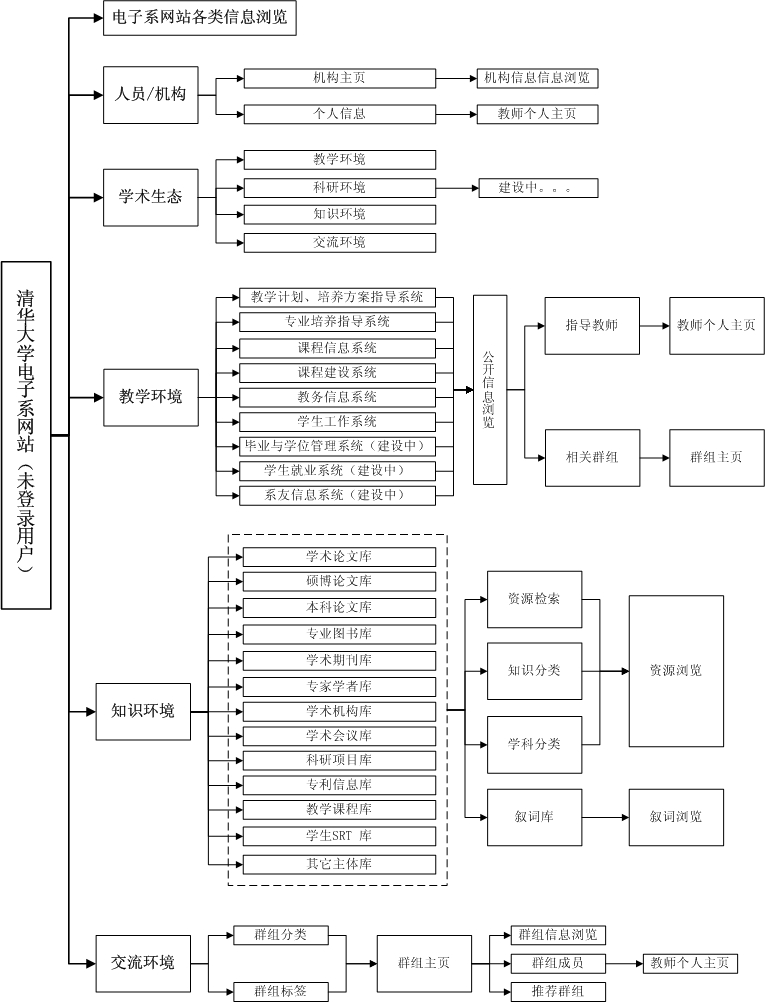 清华大学电子系网站（未登录用户）
电子系网站各类信息浏览
人员/机构
机构主页
机构信息信息浏览
个人信息
教师个人主页
学术生态
教学环境
科研环境
建设中。。。
知识环境
交流环境
教学环境
教学计划、培养方案指导系统
专业培养指导系统
课程信息系统
课程建设系统
教务信息系统
学生工作系统
毕业与学位管理系统（建设中）
学生就业系统（建设中）
系友信息系统（建设中）
公开信息浏览
指导教师
教师个人主页
相关群组
群组主页
知识环境
学术论文库
硕博论文库
本科论文库
专业图书库
学术期刊库
专家学者库
学术机构库
学术会议库
科研项目库
专利信息库
教学课程库
学生SRT 库
其它主体库
资源检索
知识分类
学科分类
资源浏览
叙词库
叙词浏览
交流环境
群组分类
群组标签
群组主页
群组信息浏览
群组成员
教师个人主页
推荐群组